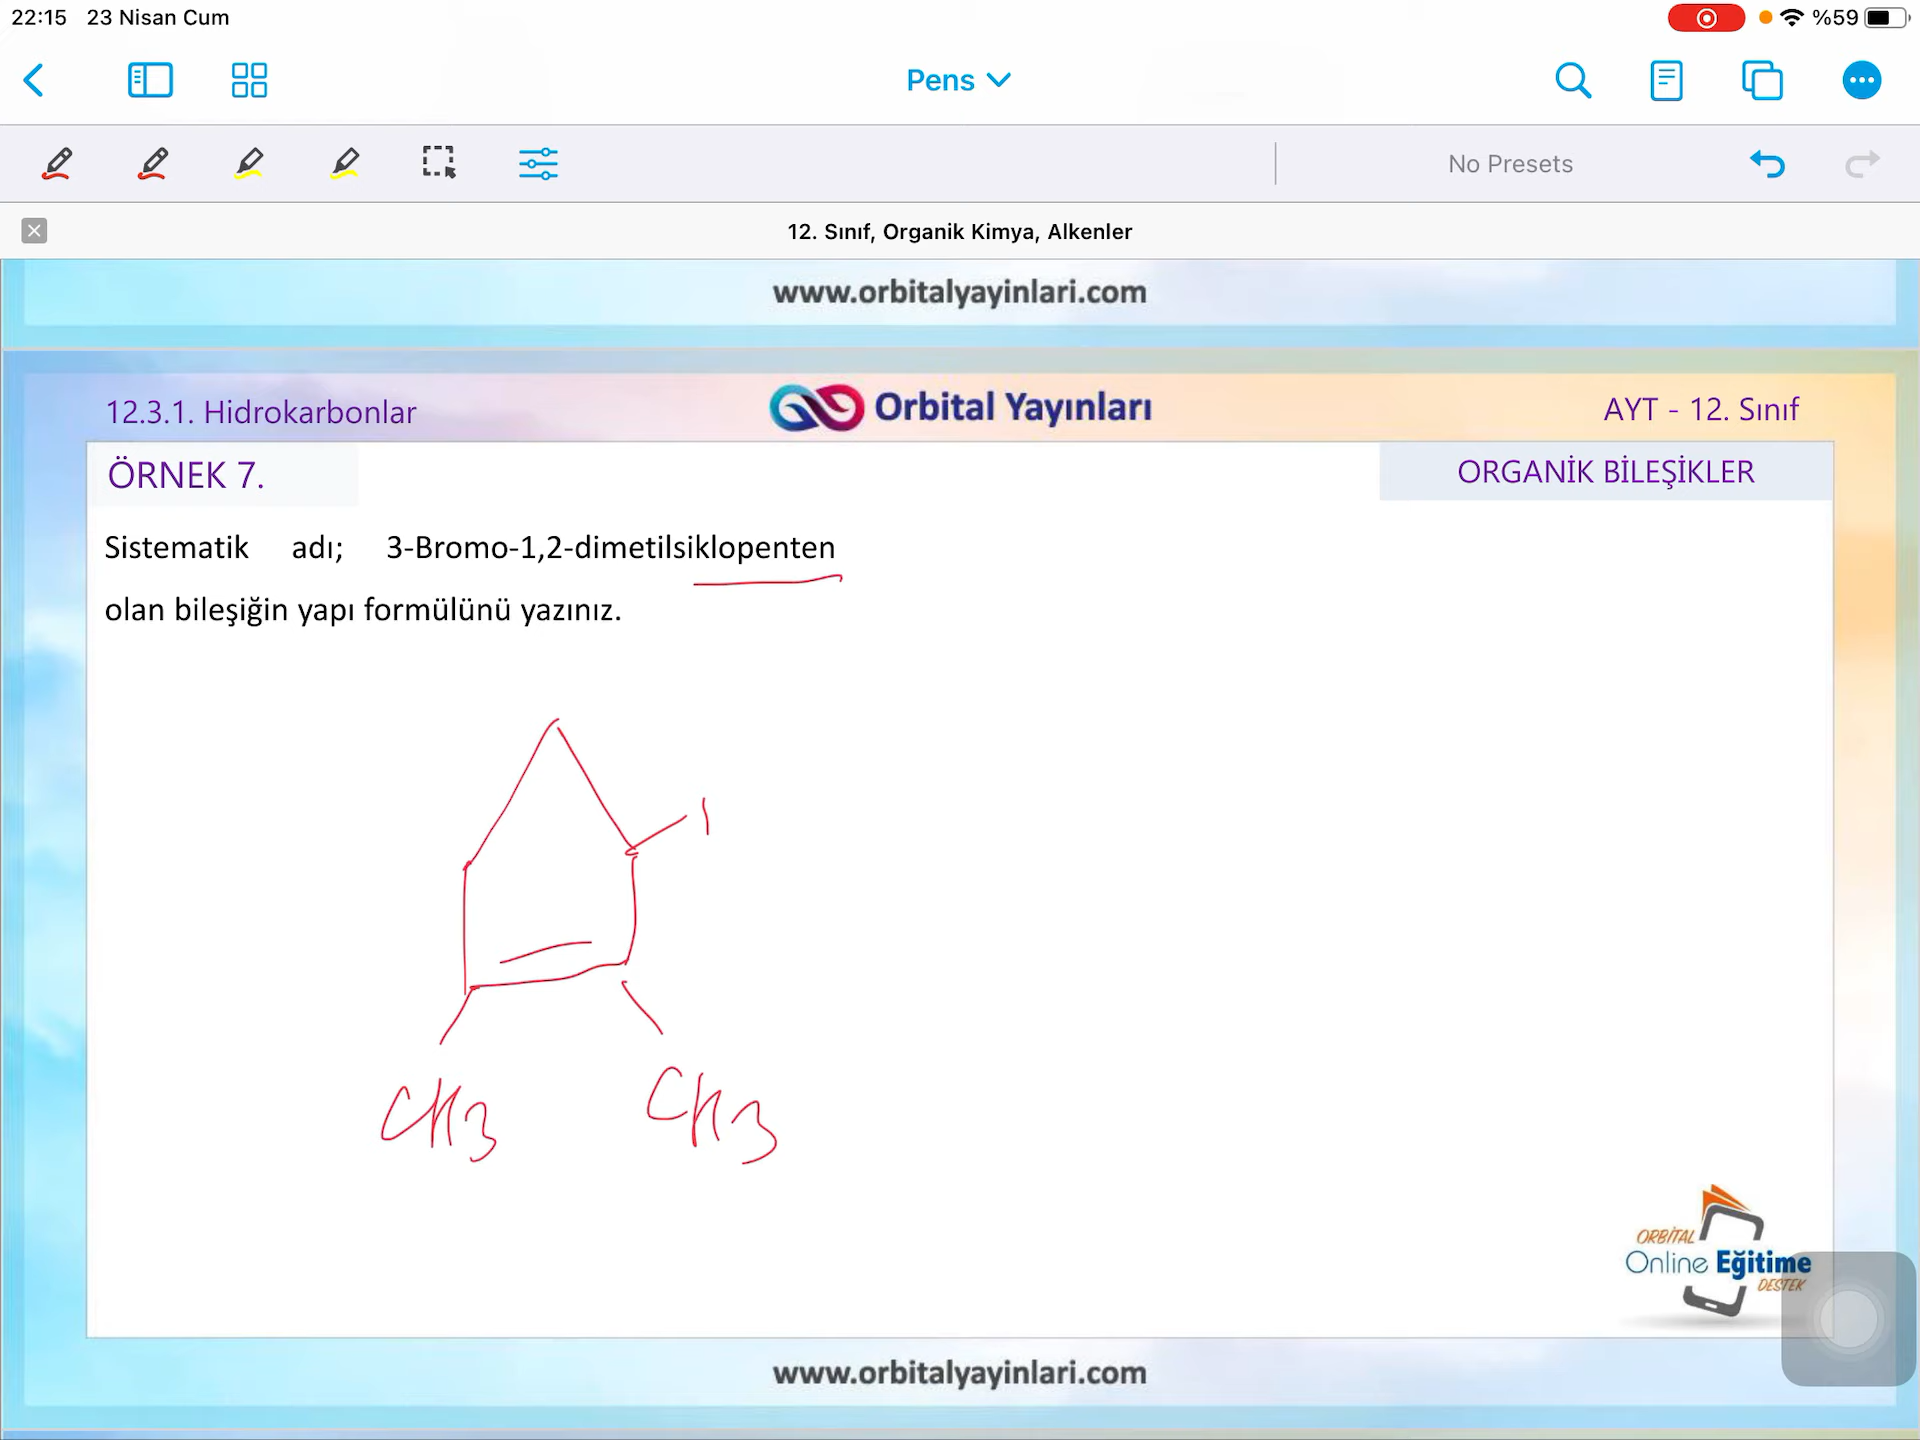 22:15 23 Nisan Cum
%59
Pens
No Presets
12. Sınıf, Organik Kimya, Alkenler
www.orbitalyayinlari.com
12.3.1. Hidrokarbonlar
Orbital Yayınları
AYT - 12. Sınıf
ÖRNEK 7.
ORGANİK BİLEŞİKLER
Sistematik adı; 3-Bromo-1,2-dimetilsiklopenten
olan bileşiğin yapı formülünü yazınız.
CH3 CH3
ORBİTAL
Online Eğitime
DESTEK
www.orbitalyayinlari.com